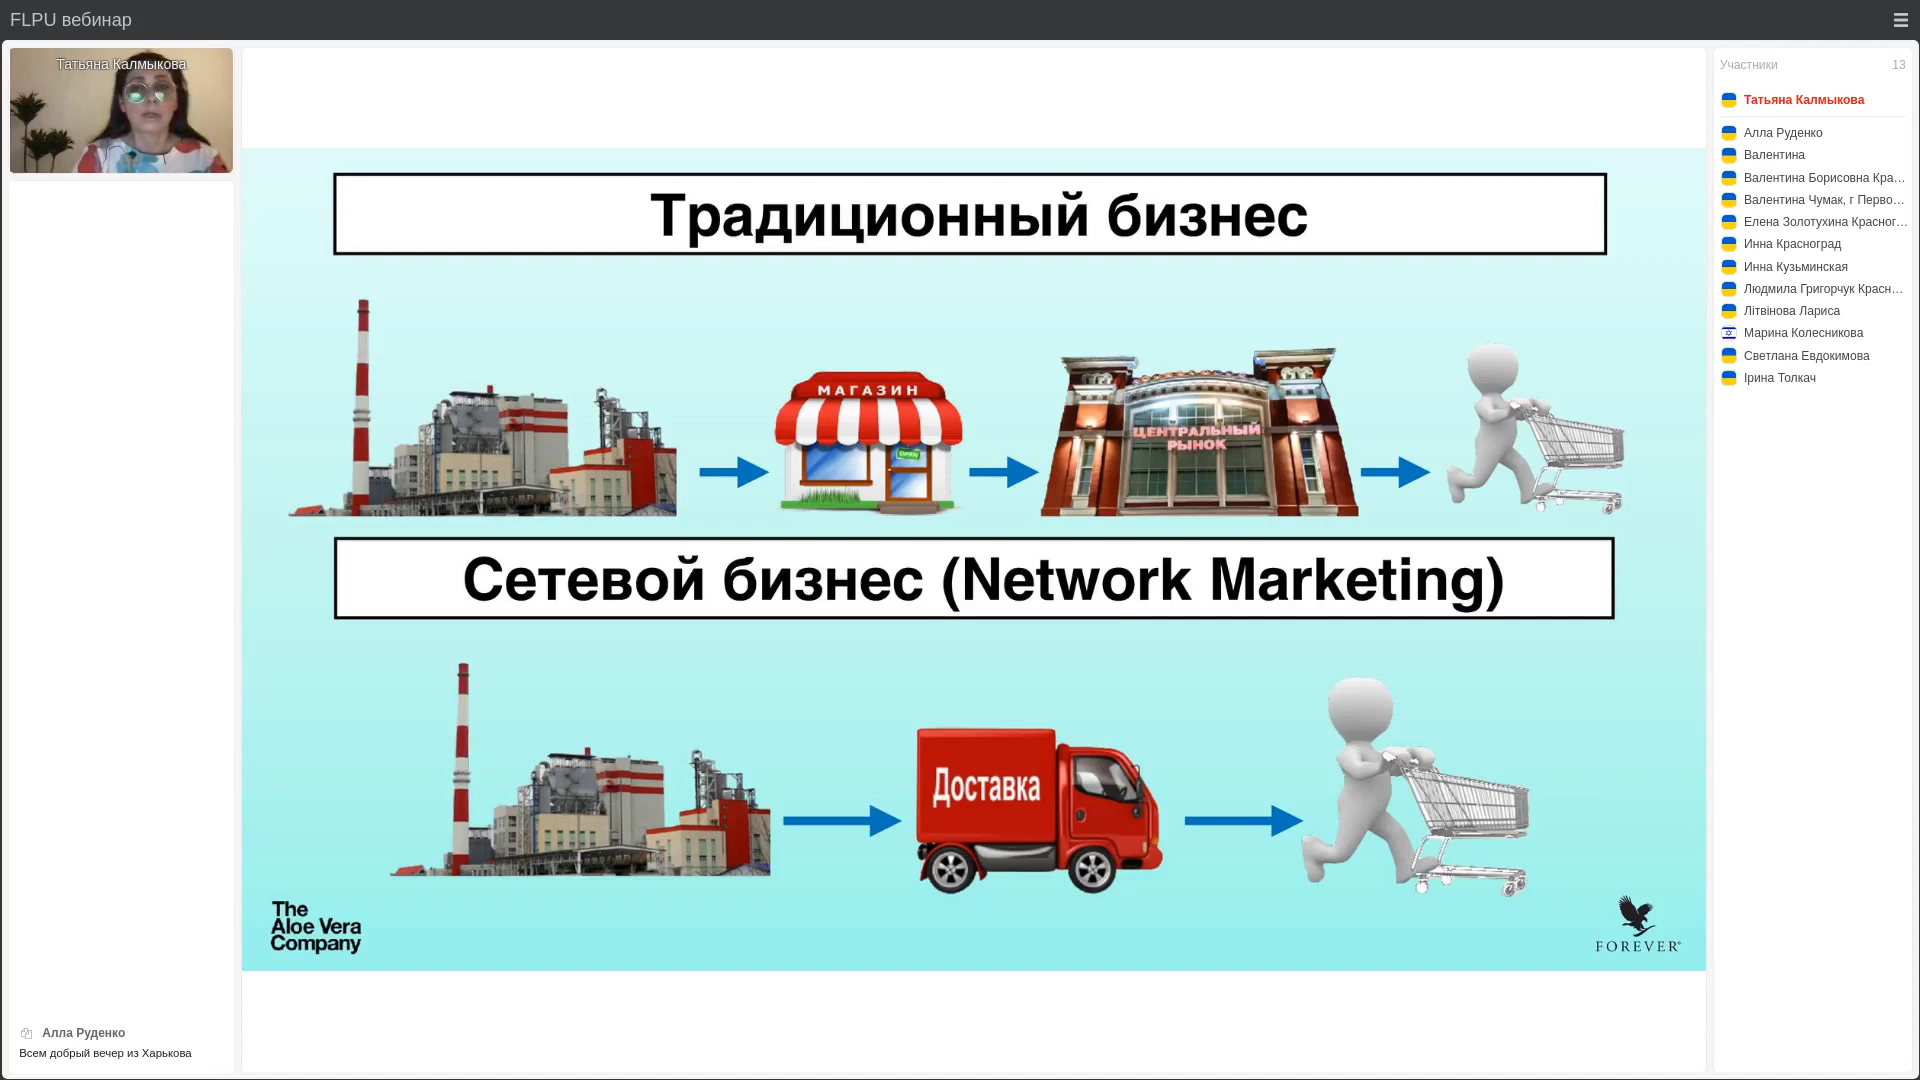 FLPU вебинар
Татьяна Калмыкова
Алла Руденко
Всем добрый вечер из Харькова
Традиционный бизнес
МАГАЗИН
OPEN
ЦЕНТРАЛЬНЫЙ
РЫНОК
Сетевой бизнес (Network Marketing)
Доставка
The
Aloe Vera
Company
FOREVER®
Участники 13
Татьяна Калмыкова
Алла Руденко
Валентина
Валентина Борисовна Кра...
Валентина Чумак, г Перво...
Елена Золотухина Красног...
Инна Красноград
Инна Кузьминская
Людмила Григорчук Красн...
Літвінова Лариса
Марина Колесникова
Светлана Евдокимова
Ірина Толкач